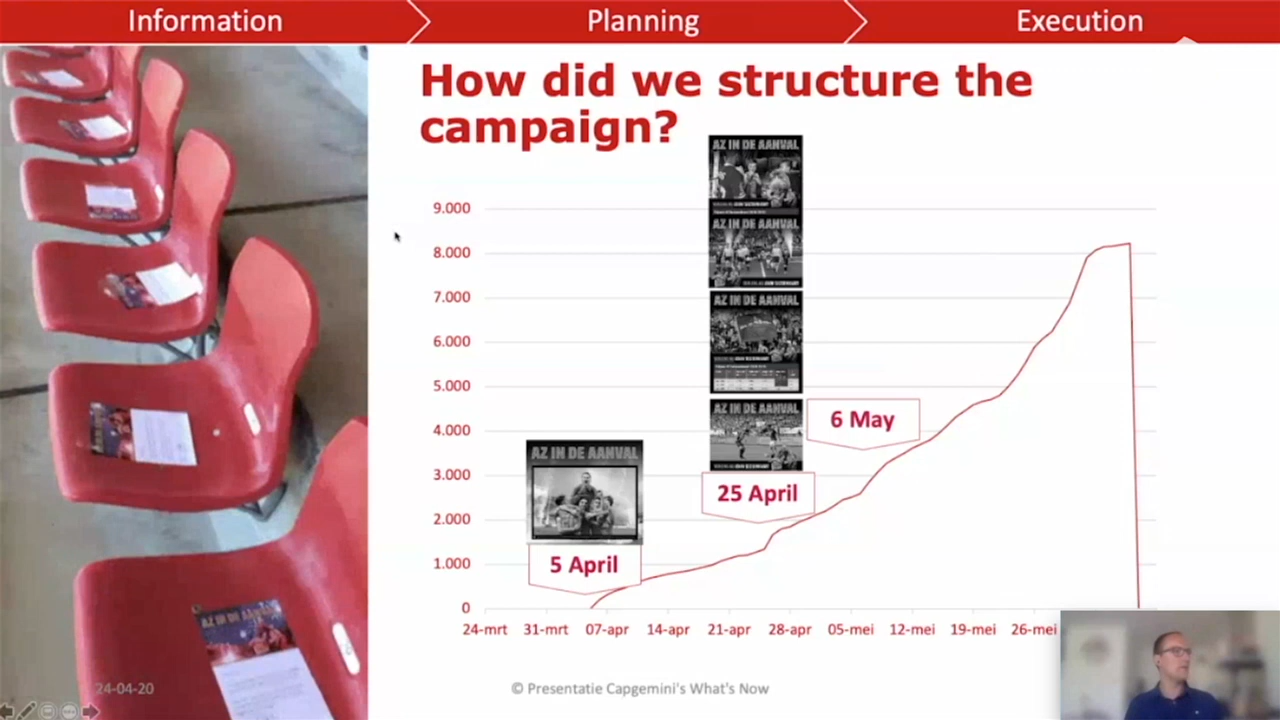 Information
Planning
Execution
How did we structure the
campaign?
AZ IN DE AANVAL
AZ IN DE AANVAL
AZ IN DE AANVAL
AZ IN DE AANVAL
AZ IN DE AANVAL
9.000
8.000
7.000
6.000
5.000
4.000
3.000
2.000
1.000
0
6 May
25 April
5 April
24-mrt
31-mrt
07-apr
14-apr
21-apr
28-apr
05-mei
12-mei
19-mei
26-mei
AZ IN DE AANVAL
24-04-20
© Presentatie Capgemini's What's Now